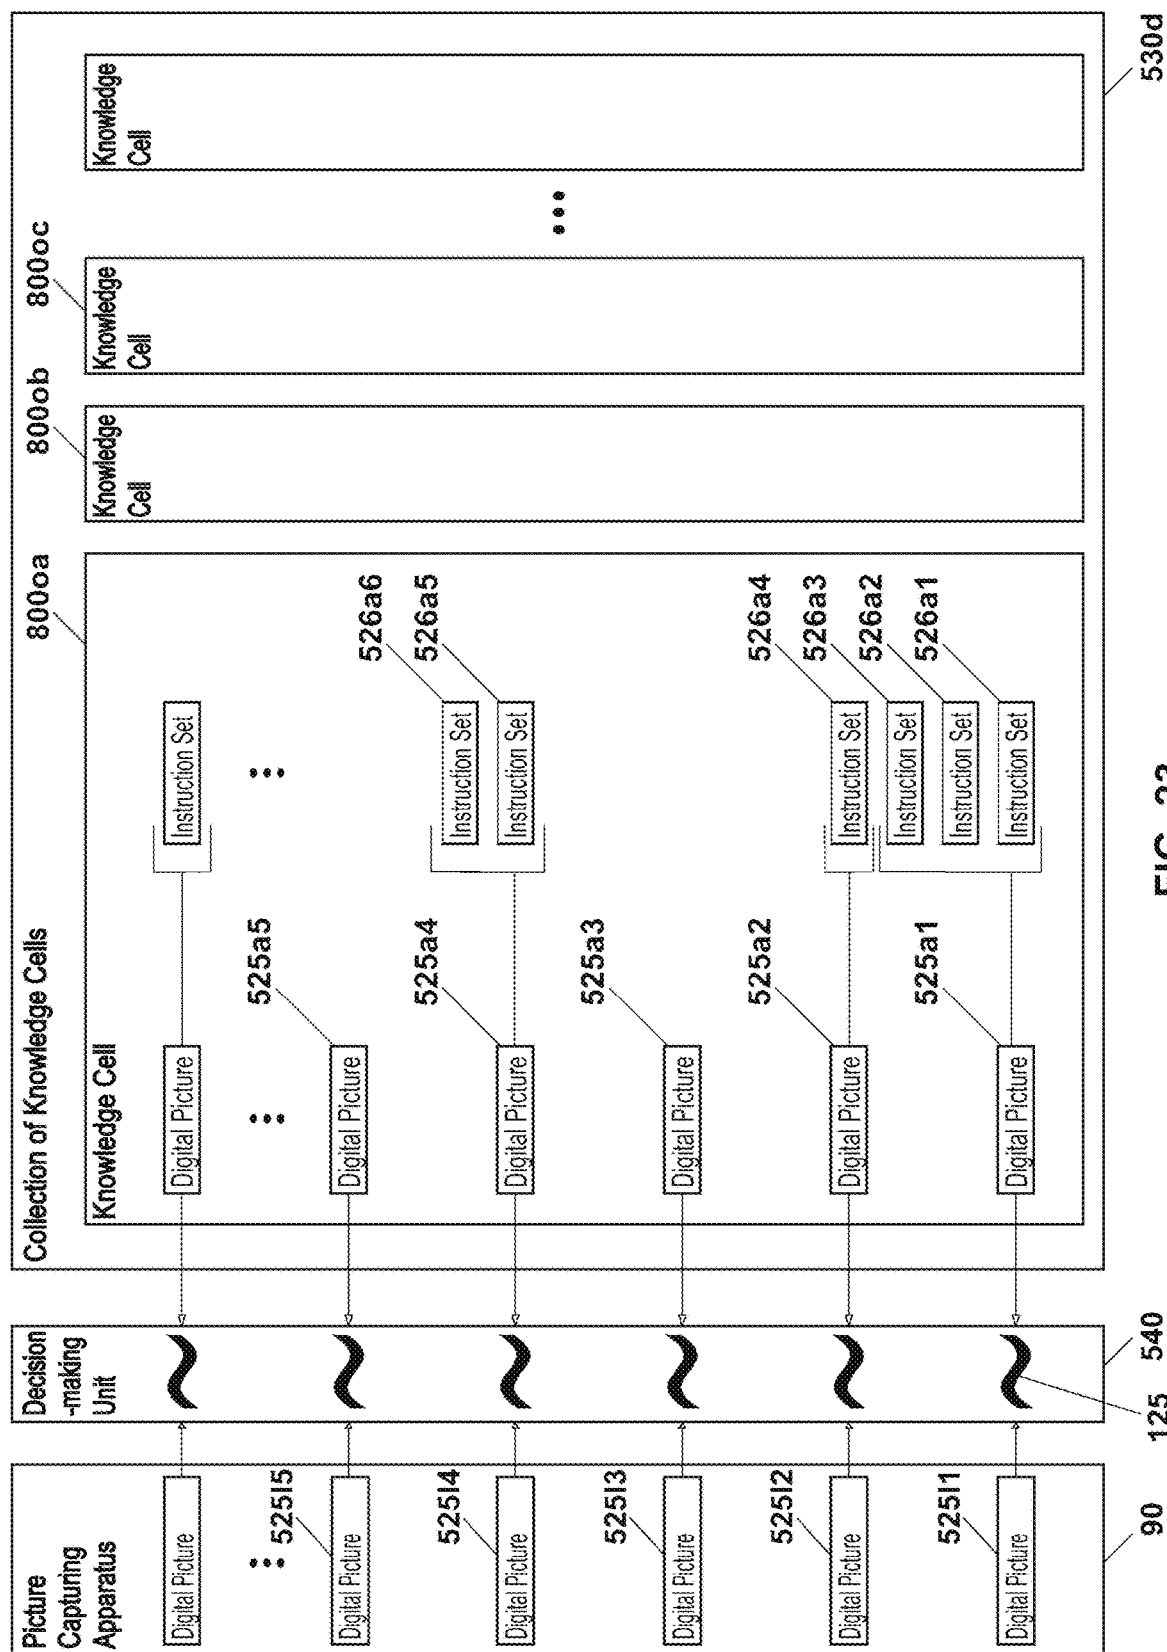 Picture
Capturing
Apparatus
Digital Picture
Digital Picture
Digital Picture
Digital Picture
Digital Picture
Digital Picture
525l1
525l2
525l3
525l4
525l5
90
Decision
-making
Unit
125
540
Collection of Knowledge Cells
Knowledge Cell
Digital Picture
Digital Picture
Digital Picture
Digital Picture
Digital Picture
Digital Picture
525a1
525a2
525a3
525a4
525a5
Instruction Set
Instruction Set
Instruction Set
Instruction Set
Instruction Set
Instruction Set
Instruction Set
526a1
526a2
526a3
526a4
526a5
526a6
800oa
Knowledge
Cell
800ob
Knowledge
Cell
800oc
Knowledge
Cell
530d